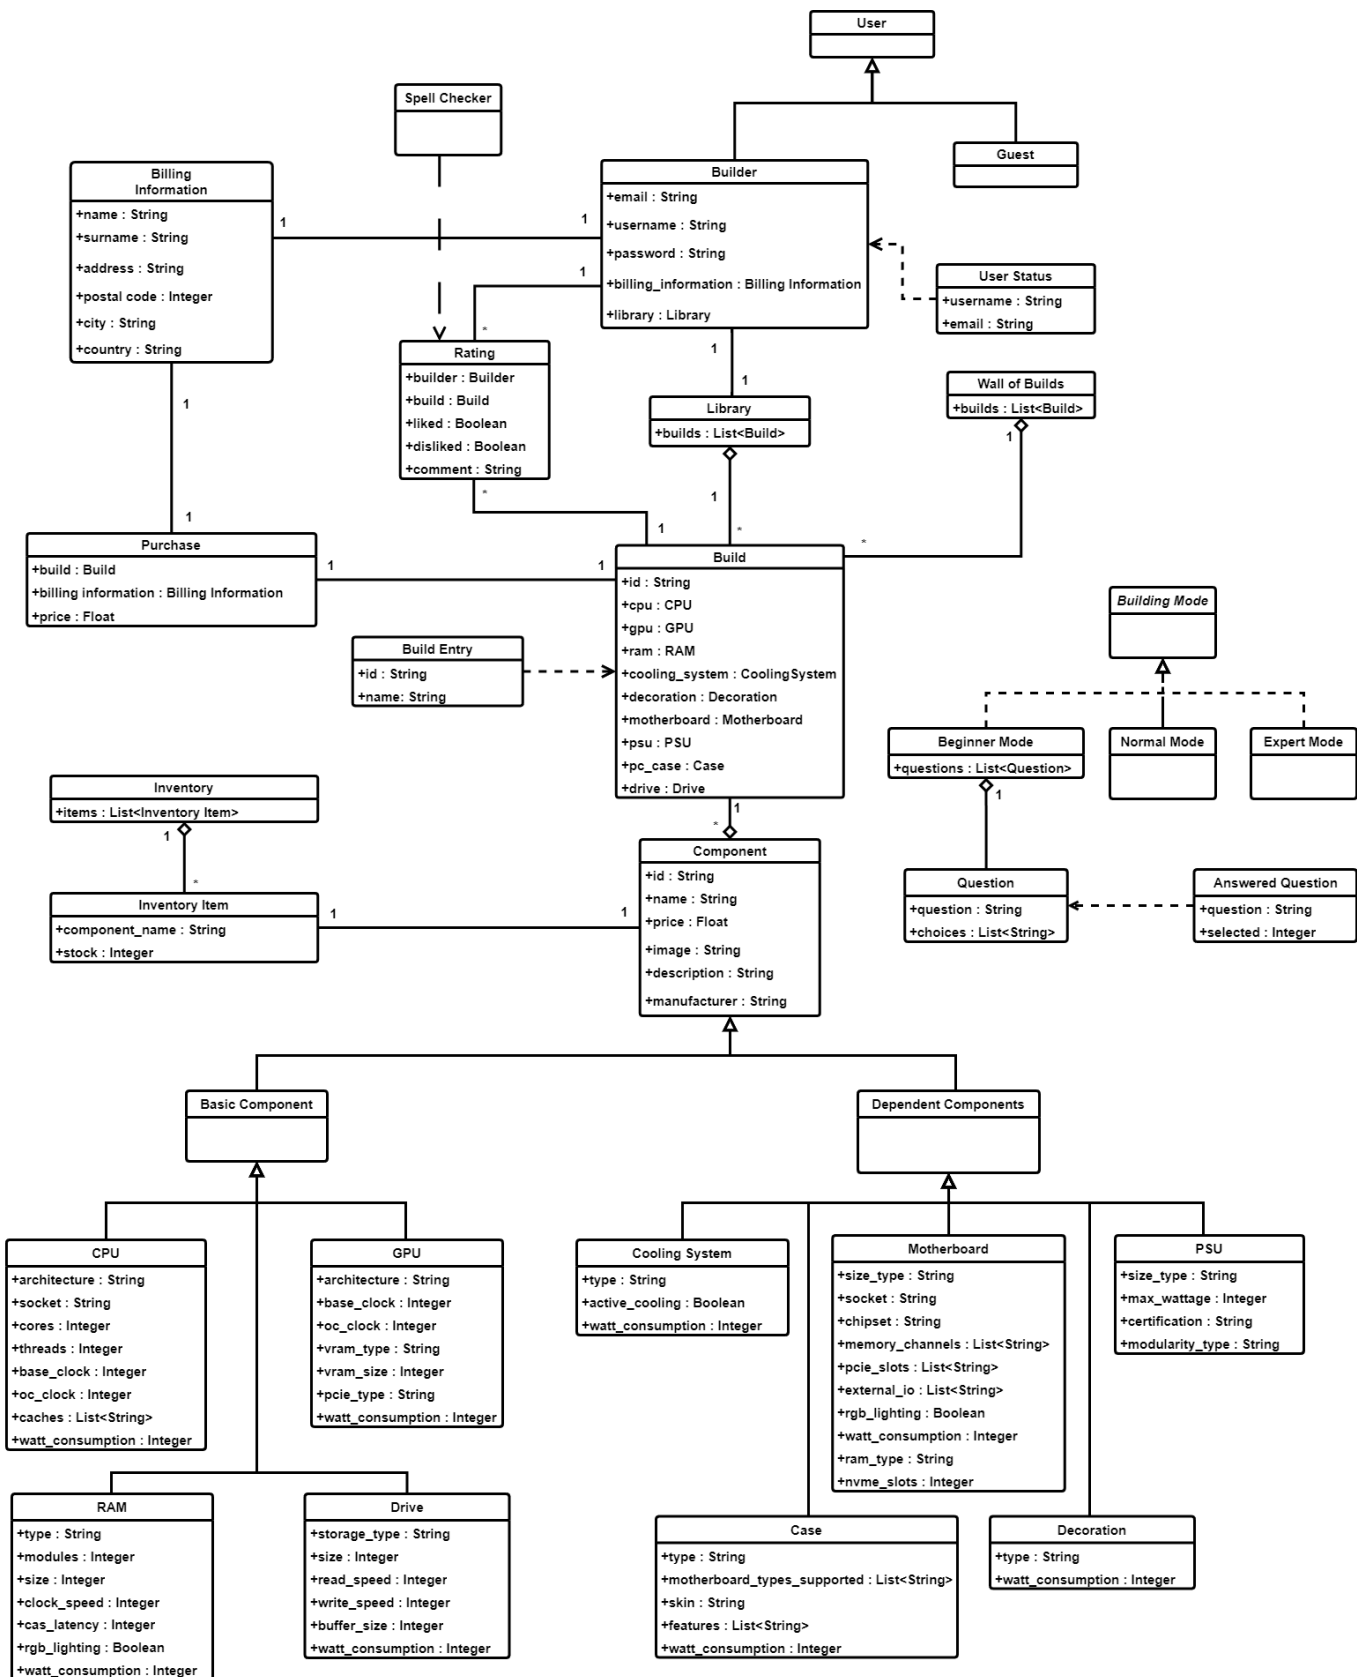 User
Spell Checker
Guest
Billing
Information
+name : String
+surname : String
+address : String
+postal code : Integer
+city : String
+country : String
1
1
Builder
+email : String
+username : String
+password : String
+billing_information : Billing Information
+library : Library
1
*
User Status
+username : String
+email : String
Rating
+builder : Builder
+build : Build
+liked : Boolean
+disliked : Boolean
+comment : String
1
1
Library
+builds : List<Build>
Wall of Builds
+builds : List<Build>
1
1
1
*
1
1
*
*
Purchase
+build : Build
+billing information : Billing Information
+price : Float
1
1
Build
+id : String
+cpu : CPU
+gpu : GPU
+ram : RAM
+cooling_system : CoolingSystem
+decoration : Decoration
+motherboard : Motherboard
+psu : PSU
+pc_case : Case
+drive : Drive
Build Entry
+id : String
+name: String
Building Mode
Beginner Mode
+questions : List<Question>
Normal Mode
Expert Mode
1
Inventory
+items : List<Inventory Item>
1
*
1
*
Inventory Item
+component_name : String
+stock : Integer
1
1
Component
+id : String
+name : String
+price : Float
+image : String
+description : String
+manufacturer : String
Question
+question : String
+choices : List<String>
Answered Question
+question : String
+selected : Integer
Basic Component
Dependent Components
CPU
+architecture : String
+socket : String
+cores : Integer
+threads : Integer
+base_clock : Integer
+oc_clock : Integer
+caches : List<String>
+watt_consumption : Integer
GPU
+architecture : String
+base_clock : Integer
+oc_clock : Integer
+vram_type : String
+vram_size : Integer
+pcie_type : String
+watt_consumption : Integer
Cooling System
+type : String
+active_cooling : Boolean
+watt_consumption : Integer
Motherboard
+size_type : String
+socket : String
+chipset : String
+memory_channels : List<String>
+pcie_slots : List<String>
+external_io : List<String>
+rgb_lighting : Boolean
+watt_consumption : Integer
+ram_type : String
+nvme_slots : Integer
PSU
+size_type : String
+max_wattage : Integer
+certification : String
+modularity_type : String
RAM
+type : String
+modules : Integer
+size : Integer
+clock_speed : Integer
+cas_latency : Integer
+rgb_lighting : Boolean
+watt_consumption : Integer
Drive
+storage_type : String
+size : Integer
+read_speed : Integer
+write_speed : Integer
+buffer_size : Integer
+watt_consumption : Integer
Case
+type : String
+motherboard_types_supported : List<String>
+skin : String
+features : List<String>
+watt_consumption : Integer
Decoration
+type : String
+watt_consumption : Integer